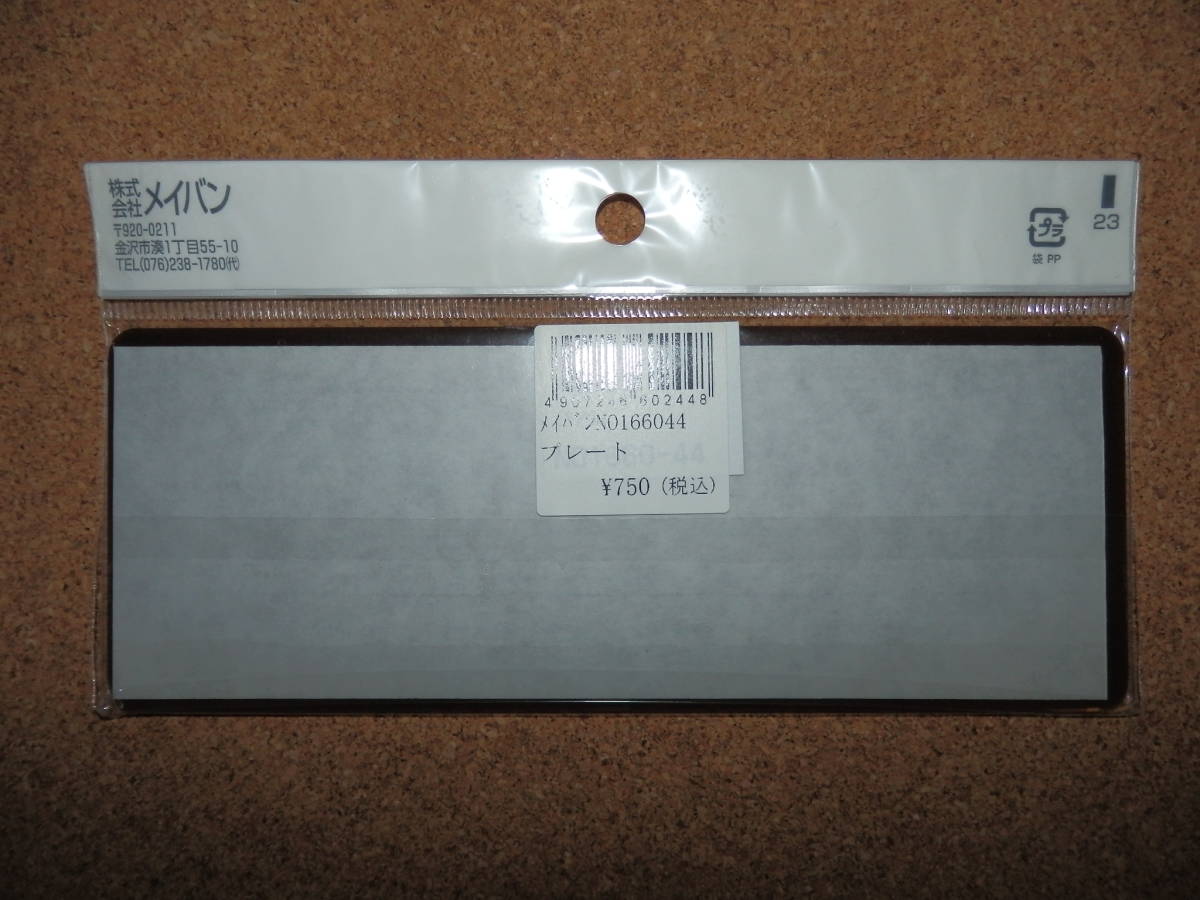 株式会社メイバン
〒920-0211
金沢市湊1丁目55-10
TEL(076)238-1780(代)
プラ
袋 PP
23
4907246602448
ﾒｲﾊﾞﾝNO166044
プレート
¥750 (税込)